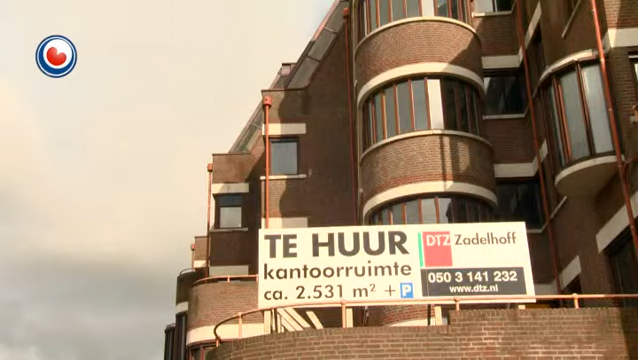 TE HUUR
kantoorruimte
ca. 2.531 m² + P
DTZ Zadelhoff
050 3 141 232
www.dtz.nl